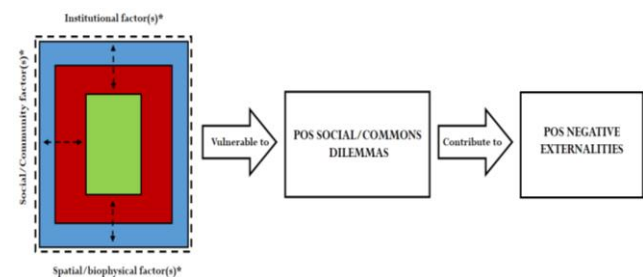 Institutional factor(s)*
Social/Community factor(s)*
Vulnerable to
POS SOCIAL/COMMONS
DILEMMAS
Contribute to
POS NEGATIVE
EXTERNALITIES
Spatial/biophysical factor(s)*